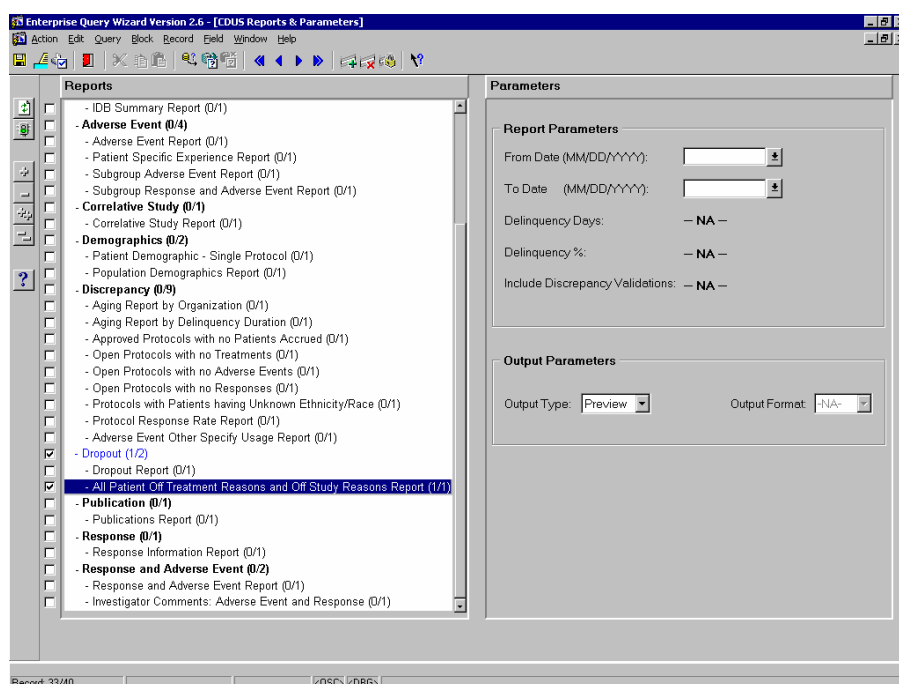 Enterprise Query Wizard Version 2.6 - [CDUS Reports & Parameters]
Action Edit Query Block Record Field Window Help
Reports
- IDB Summary Report (0/1)
- Adverse Event (0/4)
- Adverse Event Report (0/1)
- Patient Specific Experience Report (0/1)
- Subgroup Adverse Event Report (0/1)
- Subgroup Response and Adverse Event Report (0/1)
- Correlative Study (0/1)
- Correlative Study Report (0/1)
- Demographics (0/2)
- Patient Demographic - Single Protocol (0/1)
- Population Demographics Report (0/1)
- Discrepancy (0/9)
- Aging Report by Organization (0/1)
- Aging Report by Delinquency Duration (0/1)
- Approved Protocols with no Patients Accrued (0/1)
- Open Protocols with no Treatments (0/1)
- Open Protocols with no Adverse Events (0/1)
- Open Protocols with no Responses (0/1)
- Protocols with Patients having Unknown Ethnicity/Race (0/1)
- Protocol Response Rate Report (0/1)
- Adverse Event Other Specify Usage Report (0/1)
- Dropout (1/2)
- Dropout Report (0/1)
- All Patient Off Treatment Reasons and Off Study Reasons Report (1/1)
- Publication (0/1)
- Publications Report (0/1)
- Response (0/1)
- Response Information Report (0/1)
- Response and Adverse Event (0/2)
- Response and Adverse Event Report (0/1)
- Investigator Comments: Adverse Event and Response (0/1)
Parameters
Report Parameters
From Date (MM/DD/YYYY):
To Date (MM/DD/YYYY):
Delinquency Days: -- NA --
Delinquency %: -- NA --
Include Discrepancy Validations: -- NA --
Output Parameters
Output Type: Preview Output Format: -NA-
Record: 33/40 <OSC> <DBG>